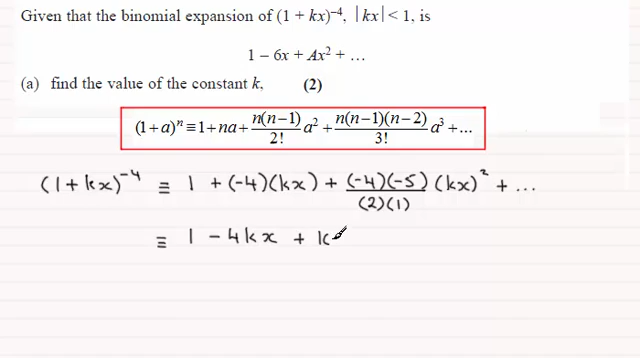 Given that the binomial expansion of (1 + kx)⁻⁴, |kx| < 1, is
1 – 6x + Ax² + …
(a) find the value of the constant k. (2)
(1+a)ⁿ ≡ 1+na+ n(n−1)/2! a² + n(n−1)(n−2)/3! a³ +...
(1+kx)⁻⁴ ≡ 1 + (-4)(kx) + (-4)(-5)/(2)(1) (kx)² + ...
≡ 1 - 4kx + 10